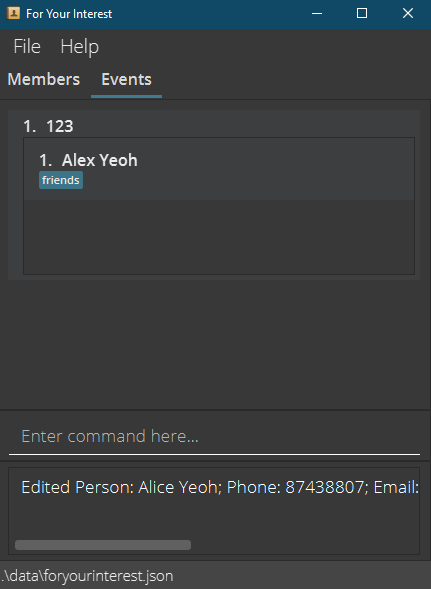 For Your Interest
File Help
Members Events
1. 123
1. Alex Yeoh
friends
Enter command here...
Edited Person: Alice Yeoh; Phone: 87438807; Email:
.\data\foryourinterest.json